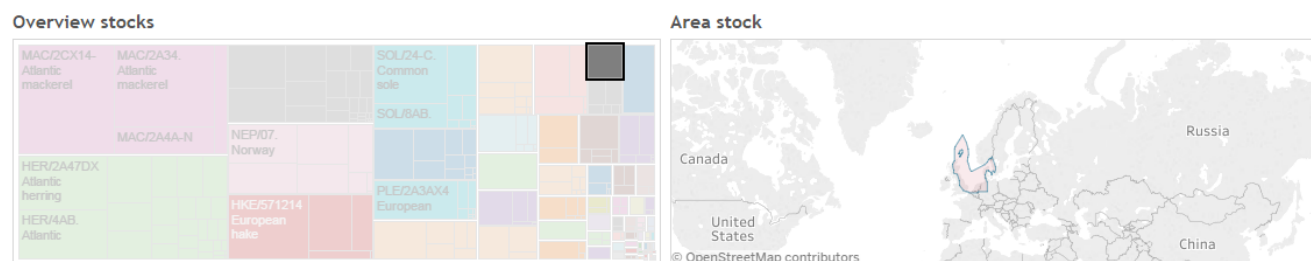 Overview stocks
Area stock
MAC/2CX14-
Atlantic
mackerel
MAC/2A34.
Atlantic
mackerel
MAC/2A4A-N
HER/2A47DX
Atlantic
herring
HER/4AB.
Atlantic
NEP/07.
Norway
HKE/571214
European
hake
SOL/24-C.
Common
sole
SOL/8AB.
PLE/2A3AX4
European
Canada
United
States
Russia
China
© OpenStreetMap contributors